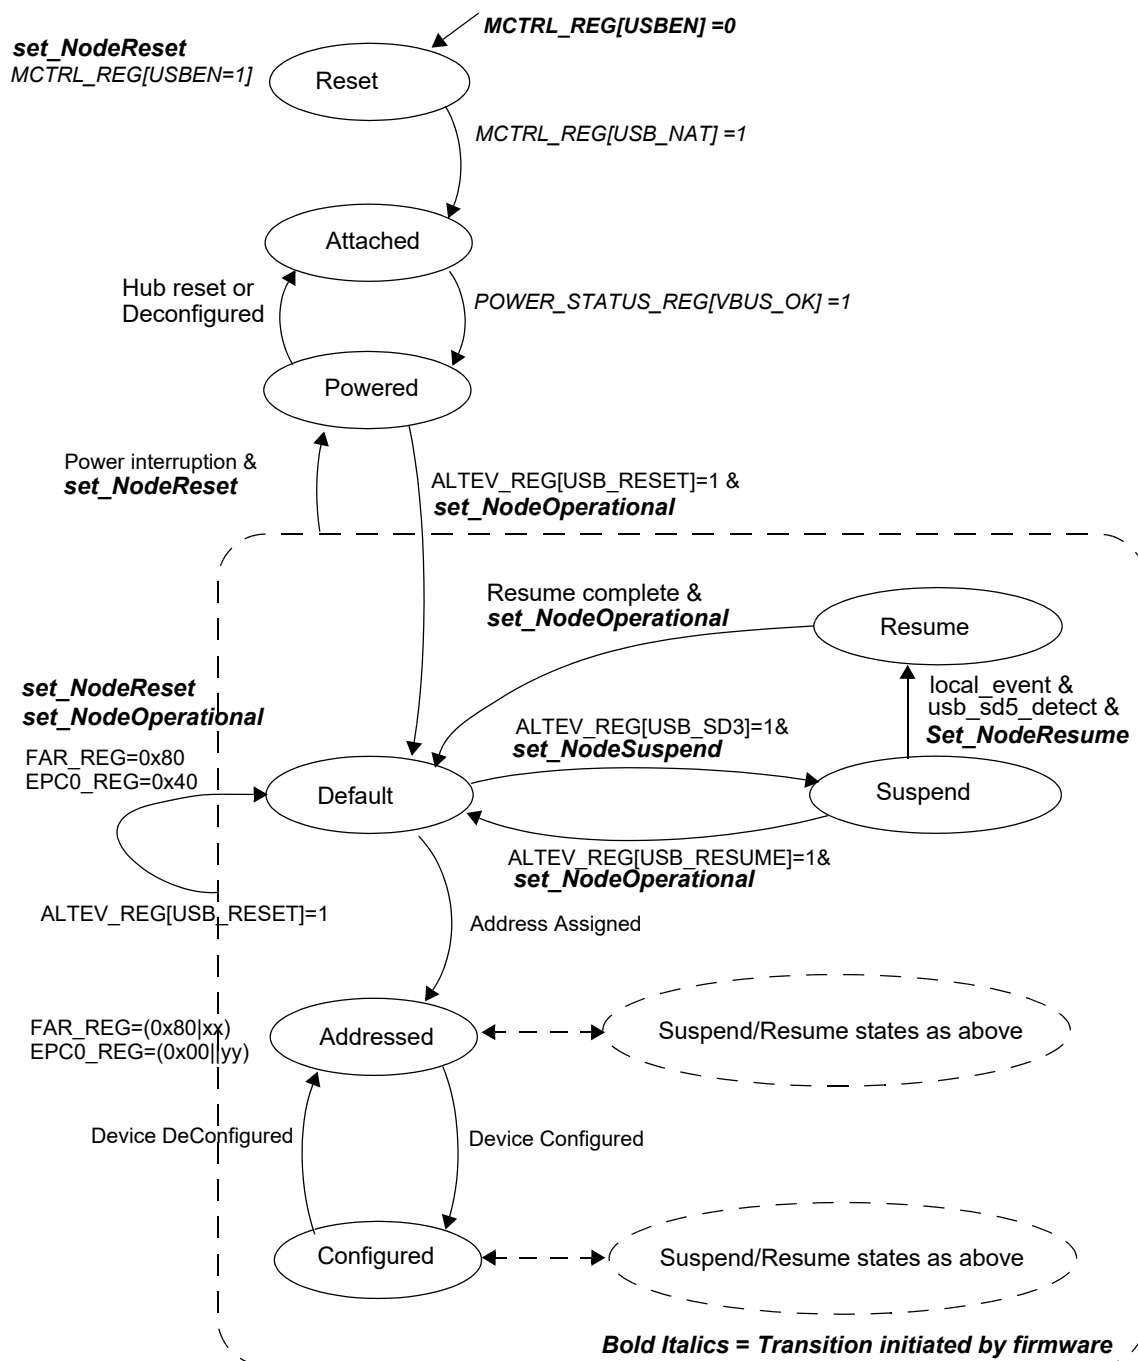 MCTRL_REG[USBEN] =0
set_NodeReset
MCTRL_REG[USBEN=1]
Reset
MCTRL_REG[USB_NAT] =1
Attached
Hub reset or
Deconfigured
POWER_STATUS_REG[VBUS_OK] =1
Powered
Power interruption &
set_NodeReset
ALTEV_REG[USB_RESET]=1 &
set_NodeOperational
Resume complete &
set_NodeOperational
Resume
local_event &
usb_sd5_detect &
Set_NodeResume
set_NodeReset
set_NodeOperational
FAR_REG=0x80
EPC0_REG=0x40
ALTEV_REG[USB_SD3]=1&
set_NodeSuspend
Default
Suspend
ALTEV_REG[USB_RESUME]=1&
set_NodeOperational
ALTEV_REG[USB_RESET]=1
Address Assigned
FAR_REG=(0x80|xx)
EPC0_REG=(0x00||yy)
Addressed
Suspend/Resume states as above
Device DeConfigured
Device Configured
Configured
Suspend/Resume states as above
Bold Italics = Transition initiated by firmware